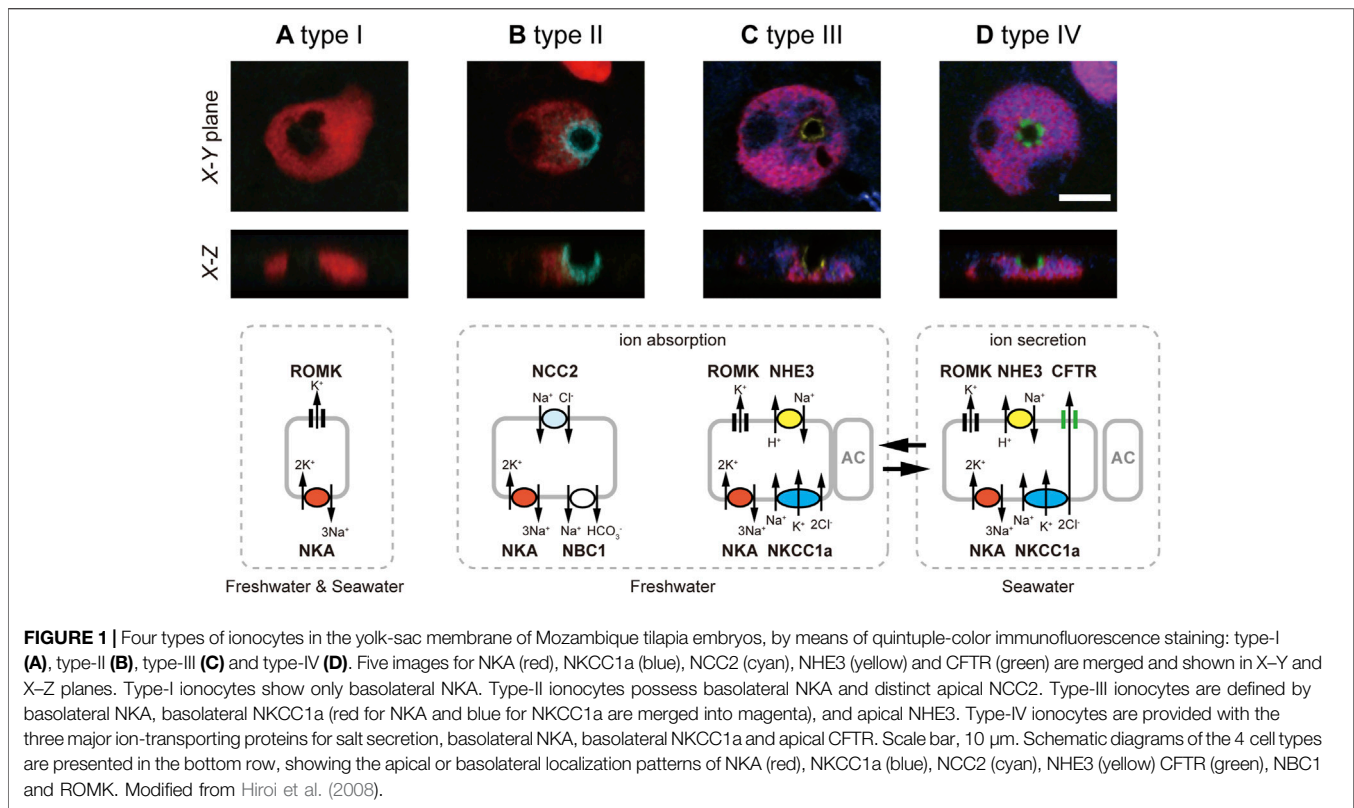 A type I
B type II
C type III
D type IV
X-Y plane
X-Z
ion absorption
ion secretion
ROMK
NCC2
ROMK NHE3
ROMK NHE3 CFTR
K⁺
Na⁺ Cl⁻
K⁺
Na⁺
K⁺
Na⁺
H⁺
H⁺
AC
AC
2K⁺
2K⁺
2K⁺
2K⁺
3Na⁺
3Na⁺
Na⁺ HCO₃⁻
3Na⁺
Na⁺
K⁺
2Cl⁻
3Na⁺
Na⁺
K⁺
2Cl⁻
NKA
NKA
NBC1
NKA NKCC1a
NKA NKCC1a
Freshwater & Seawater
Freshwater
Seawater
FIGURE 1 | Four types of ionocytes in the yolk-sac membrane of Mozambique tilapia embryos, by means of quintuple-color immunofluorescence staining: type-I
(A), type-II (B), type-III (C) and type-IV (D). Five images for NKA (red), NKCC1a (blue), NCC2 (cyan), NHE3 (yellow) and CFTR (green) are merged and shown in X–Y and
X–Z planes. Type-I ionocytes show only basolateral NKA. Type-II ionocytes possess basolateral NKA and distinct apical NCC2. Type-III ionocytes are defined by
basolateral NKA, basolateral NKCC1a (red for NKA and blue for NKCC1a are merged into magenta), and apical NHE3. Type-IV ionocytes are provided with the
three major ion-transporting proteins for salt secretion, basolateral NKA, basolateral NKCC1a and apical CFTR. Scale bar, 10 µm. Schematic diagrams of the 4 cell types
are presented in the bottom row, showing the apical or basolateral localization patterns of NKA (red), NKCC1a (blue), NCC2 (cyan), NHE3 (yellow) CFTR (green), NBC1
and ROMK. Modified from Hiroi et al. (2008).